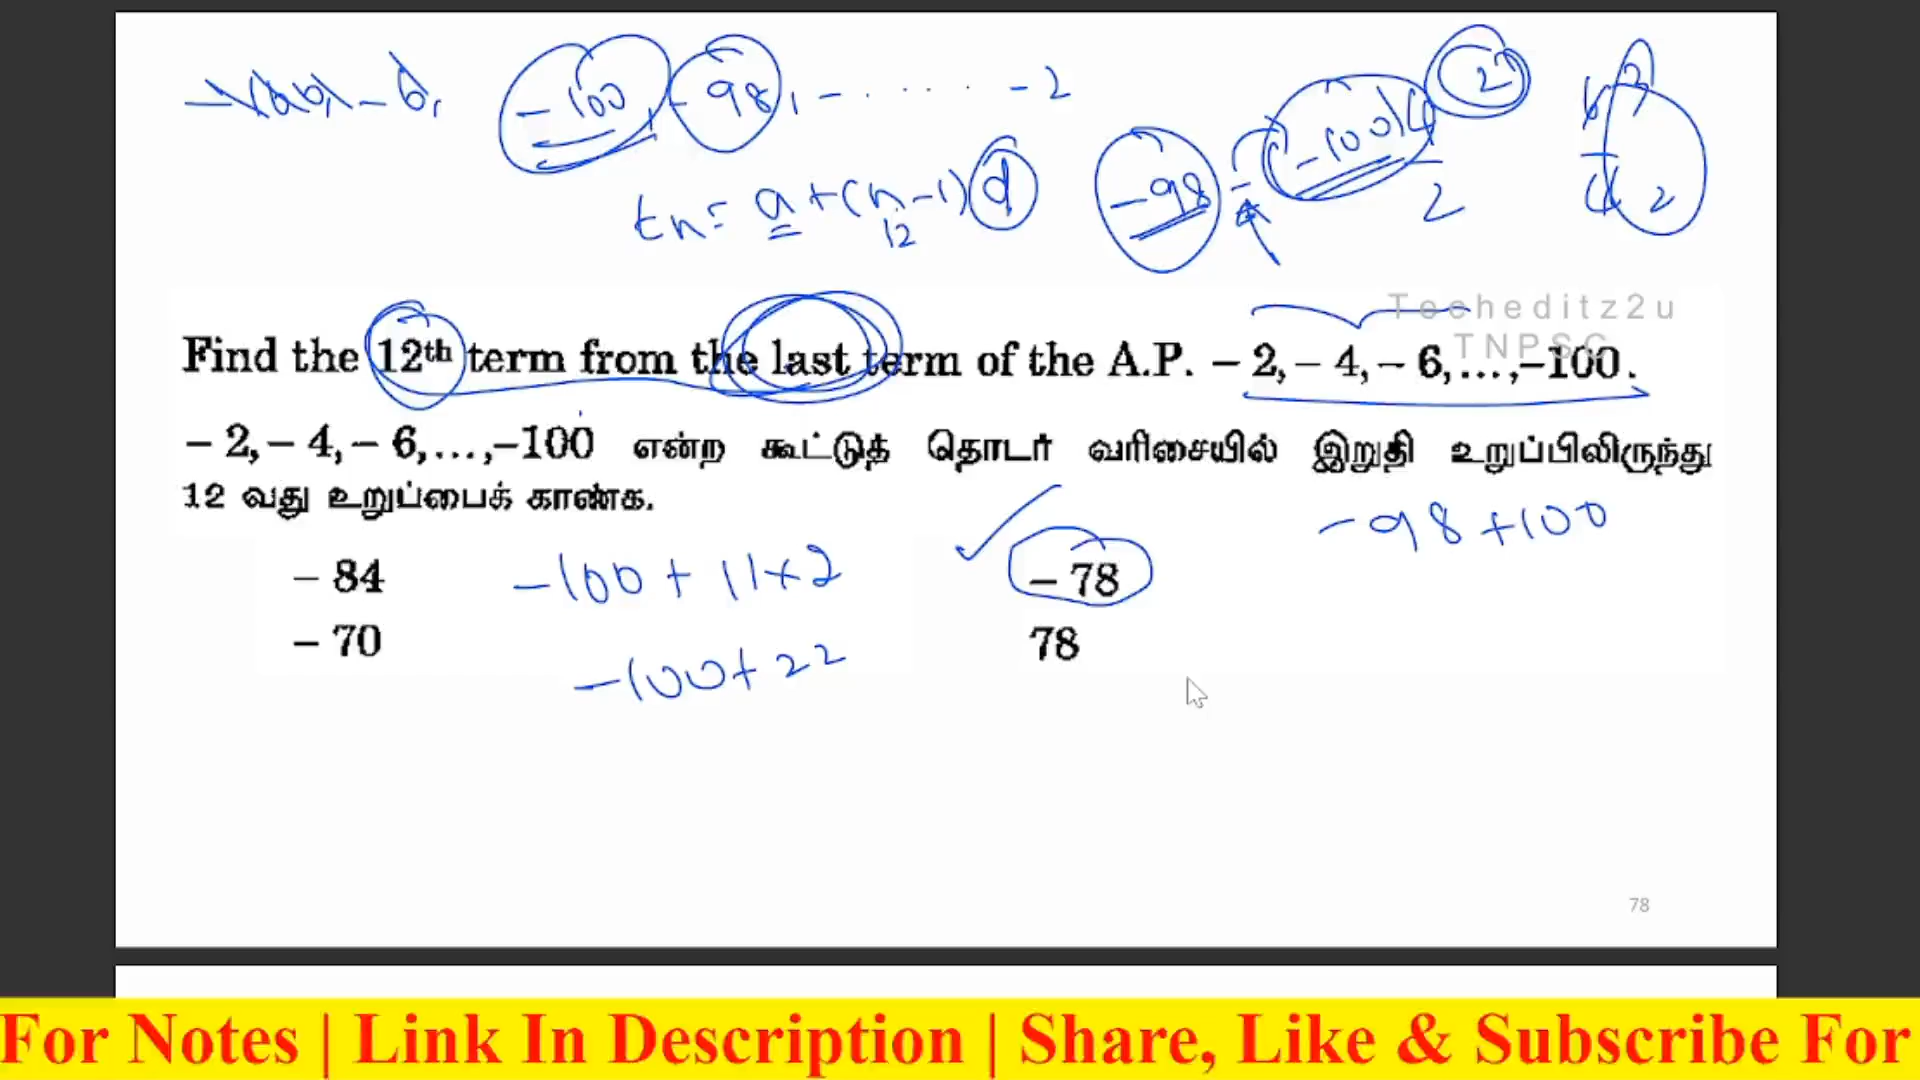 -100, -98, - ..... -2
tn = a + (n-1) d
12
-98 - (-100)
2
Techeditz2u
TNPSC
Find the 12th term from the last term of the A.P. – 2, – 4, – 6,...,–100.
– 2, – 4, – 6,...,–100 என்ற கூட்டுத் தொடர் வரிசையில் இறுதி உறுப்பிலிருந்து
12 வது உறுப்பைக் காண்க.
-98 +100
– 84
-100 + 11×2
– 78
– 70
-100+22
78
78
For Notes | Link In Description | Share, Like & Subscribe For